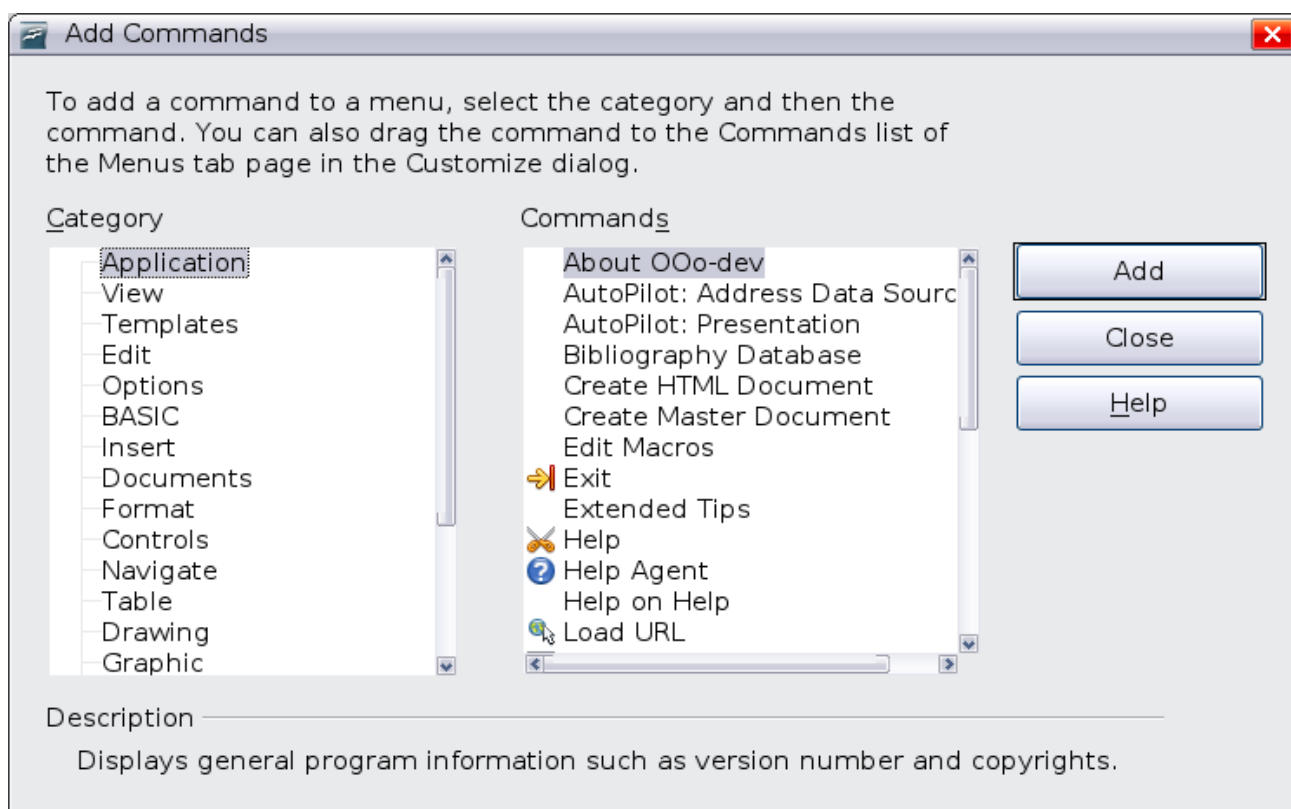 Add Commands
To add a command to a menu, select the category and then the
command. You can also drag the command to the Commands list of
the Menus tab page in the Customize dialog.
Category
Application
View
Templates
Edit
Options
BASIC
Insert
Documents
Format
Controls
Navigate
Table
Drawing
Graphic
Commands
About OOo-dev
AutoPilot: Address Data Sourc
AutoPilot: Presentation
Bibliography Database
Create HTML Document
Create Master Document
Edit Macros
Exit
Extended Tips
Help
Help Agent
Help on Help
Load URL
Add
Close
Help
Description
Displays general program information such as version number and copyrights.